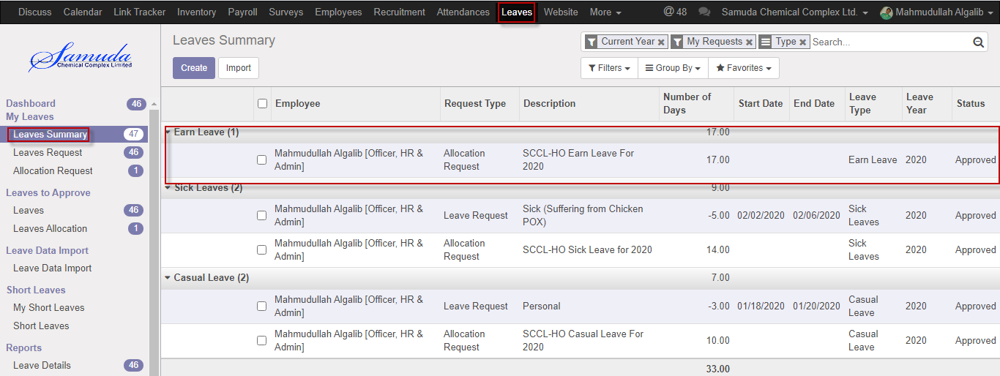 Discuss Calendar Link Tracker Inventory Payroll Surveys Employees Recruitment Attendances Leaves Website More @ 48 Samuda Chemical Complex Ltd. Mahmudullah Algalib
Samuda
Chemical Complex Limited
Dashboard 46
My Leaves
Leaves Summary 47
Leaves Request 46
Allocation Request 1
Leaves to Approve
Leaves 46
Leaves Allocation 1
Leave Data Import
Leave Data Import
Short Leaves
My Short Leaves
Short Leaves
Reports
Leave Details 46
Leaves Summary
Current Year My Requests Type Search...
Create Import
Filters Group By Favorites
Employee Request Type Description Number of Days Start Date End Date Leave Type Leave Year Status
Earn Leave (1) 17.00
Mahmudullah Algalib [Officer, HR & Admin] Allocation Request SCCL-HO Earn Leave For 2020 17.00 Earn Leave 2020 Approved
Sick Leaves (2) 9.00
Mahmudullah Algalib [Officer, HR & Admin] Leave Request Sick (Suffering from Chicken POX) -5.00 02/02/2020 02/06/2020 Sick Leaves 2020 Approved
Mahmudullah Algalib [Officer, HR & Admin] Allocation Request SCCL-HO Sick Leave for 2020 14.00 Sick Leaves 2020 Approved
Casual Leave (2) 7.00
Mahmudullah Algalib [Officer, HR & Admin] Leave Request Personal -3.00 01/18/2020 01/20/2020 Casual Leave 2020 Approved
Mahmudullah Algalib [Officer, HR & Admin] Allocation Request SCCL-HO Casual Leave For 2020 10.00 Casual Leave 2020 Approved
33.00